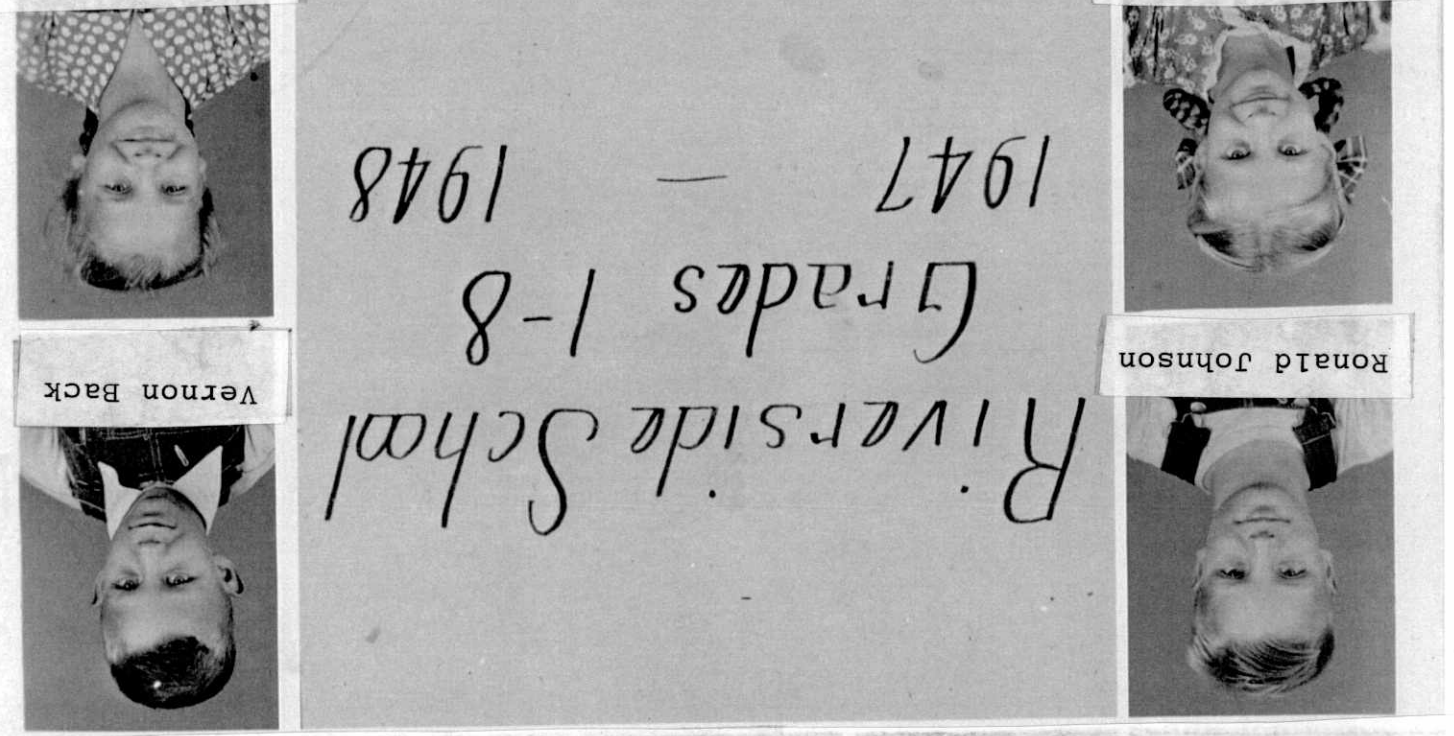 Riverside School
Grades 1-8
1947 — 1948
Ronald Johnson
Vernon Back